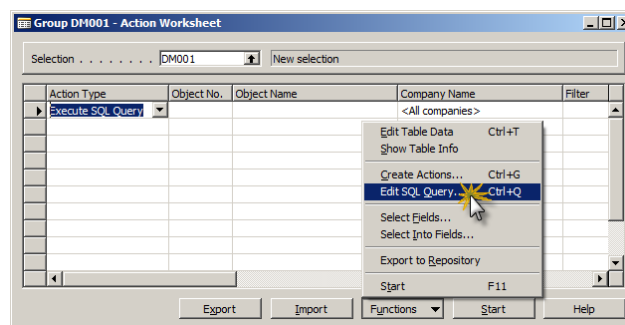 Group DM001 - Action Worksheet
Selection . . . . . . . . DM001 New selection
Action Type Object No. Object Name Company Name Filter
Execute SQL Query <All companies>
Edit Table Data Ctrl+T
Show Table Info
Create Actions... Ctrl+G
Edit SQL Query... Ctrl+Q
Select Fields...
Select Into Fields...
Export to Repository
Start F11
Export Import Functions Start Help